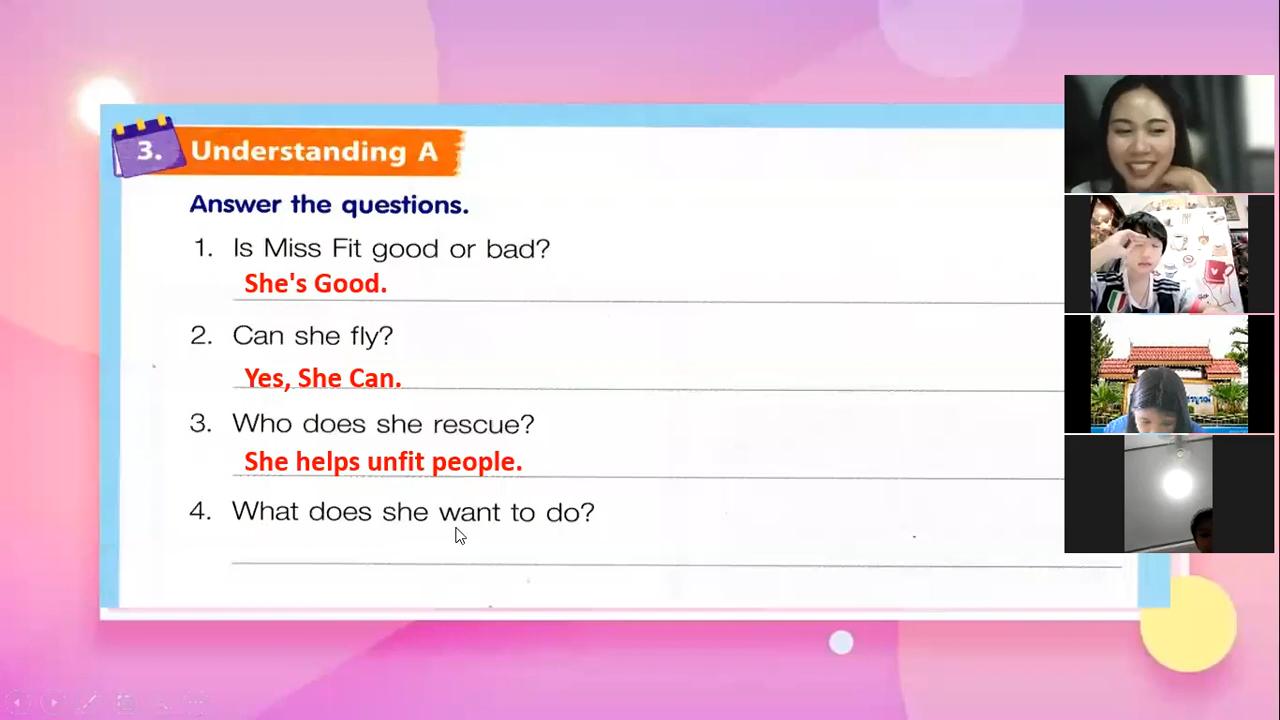 3. Understanding A
Answer the questions.
1. Is Miss Fit good or bad?
She's Good.
2. Can she fly?
Yes, She Can.
3. Who does she rescue?
She helps unfit people.
4. What does she want to do?